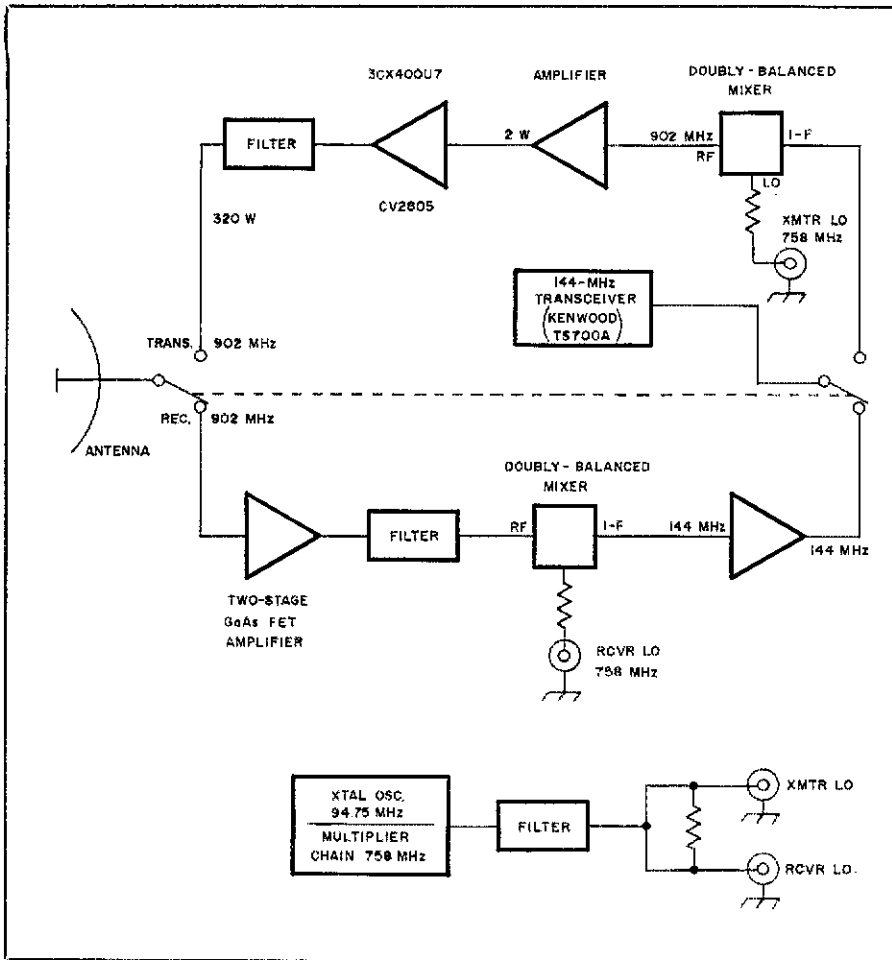 3CX400U7
AMPLIFIER
DOUBLY-BALANCED
MIXER
FILTER
2 W
902 MHz
RF
I-F
LO
CV2805
320 W
XMTR LO
758 MHz
144-MHz
TRANSCEIVER
(KENWOOD
TS700A)
TRANS.
902 MHz
REC.
902 MHz
ANTENNA
DOUBLY-BALANCED
MIXER
FILTER
RF
I-F
144 MHz
144 MHz
TWO-STAGE
GaAs FET
AMPLIFIER
RCVR LO
758 MHz
XTAL OSC.
94.75 MHz
MULTIPLIER
CHAIN 758 MHz
FILTER
XMTR LO
RCVR LO.